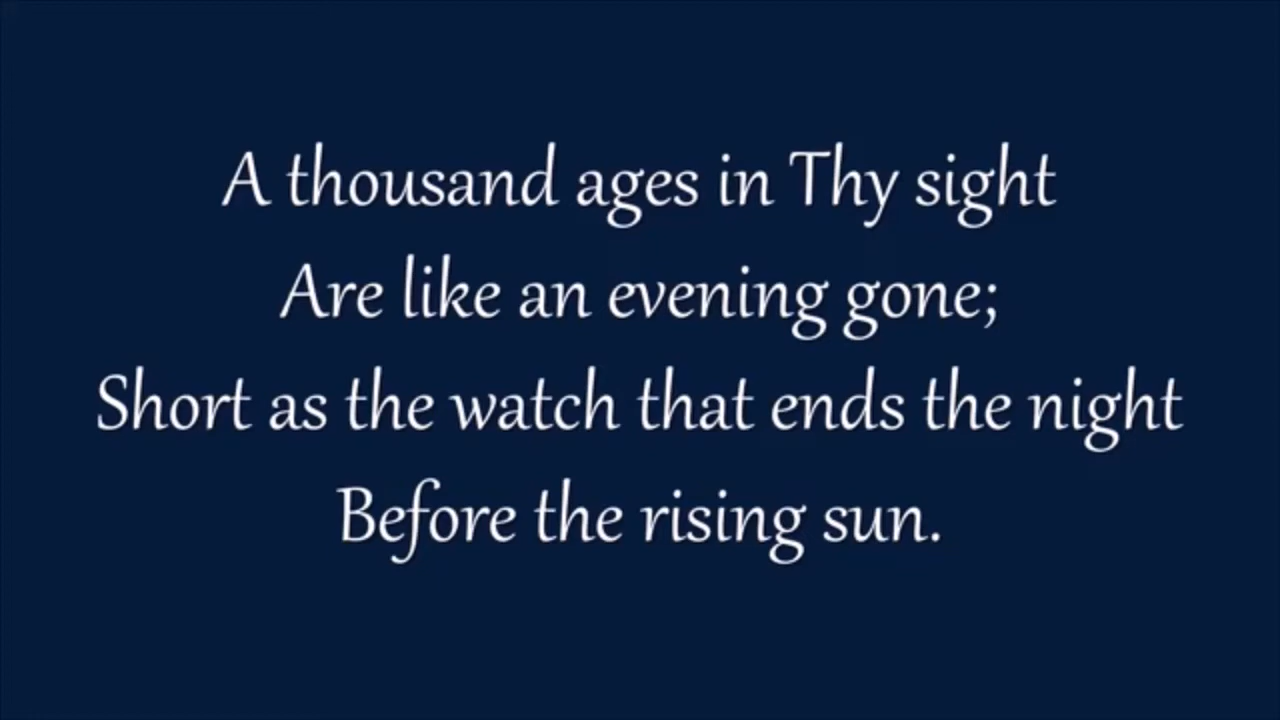 A thousand ages in Thy sight
Are like an evening gone;
Short as the watch that ends the night
Before the rising sun.